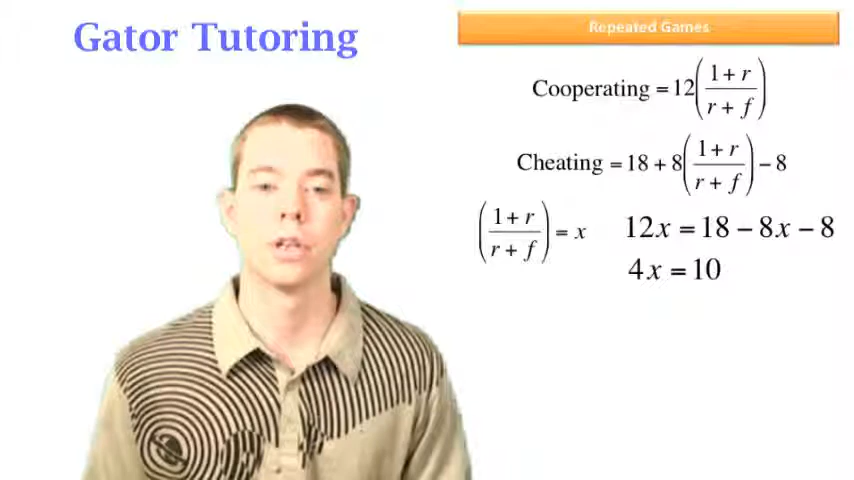 Gator Tutoring
Repeated Games
Cooperating = 12((1 + r)/(r + f))
Cheating = 18 + 8((1 + r)/(r + f)) − 8
((1 + r)/(r + f)) = x
12x = 18 − 8x − 8
4x = 10